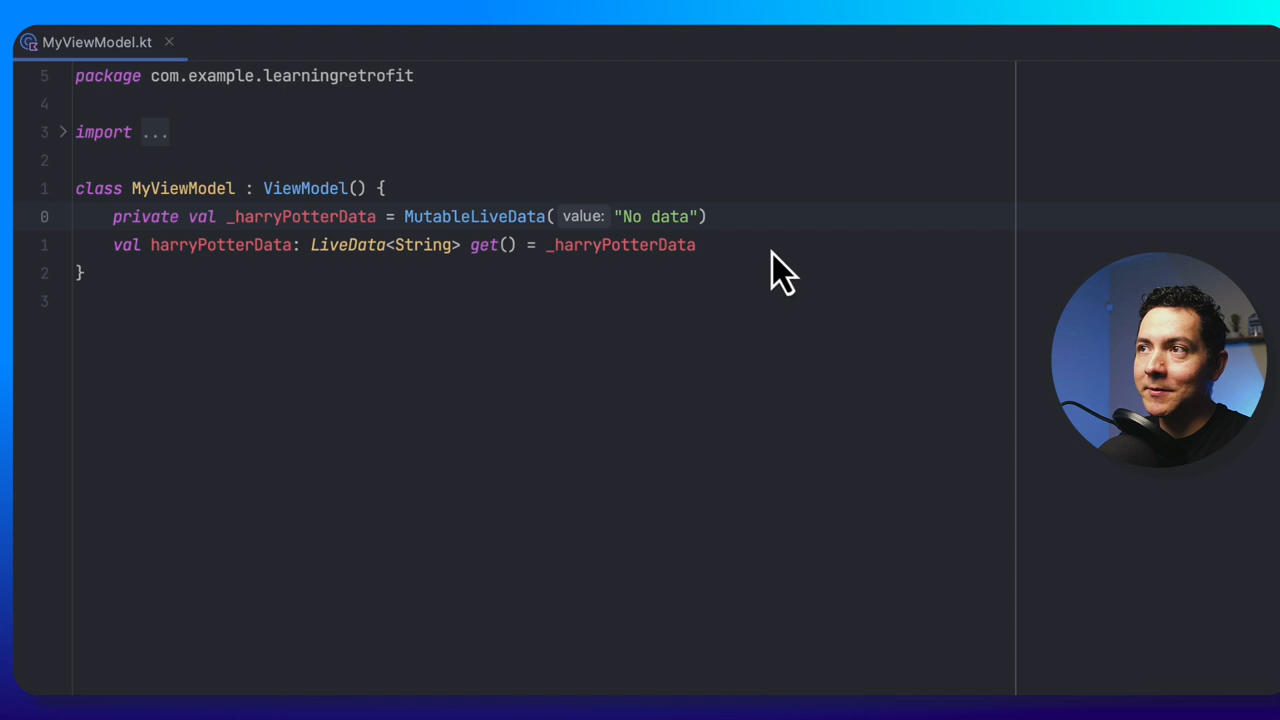 MyViewModel.kt
5 package com.example.learningretrofit
4
3 import ...
2
1 class MyViewModel : ViewModel() {
0 private val _harryPotterData = MutableLiveData( value: "No data")
1 val harryPotterData: LiveData<String> get() = _harryPotterData
2 }
3